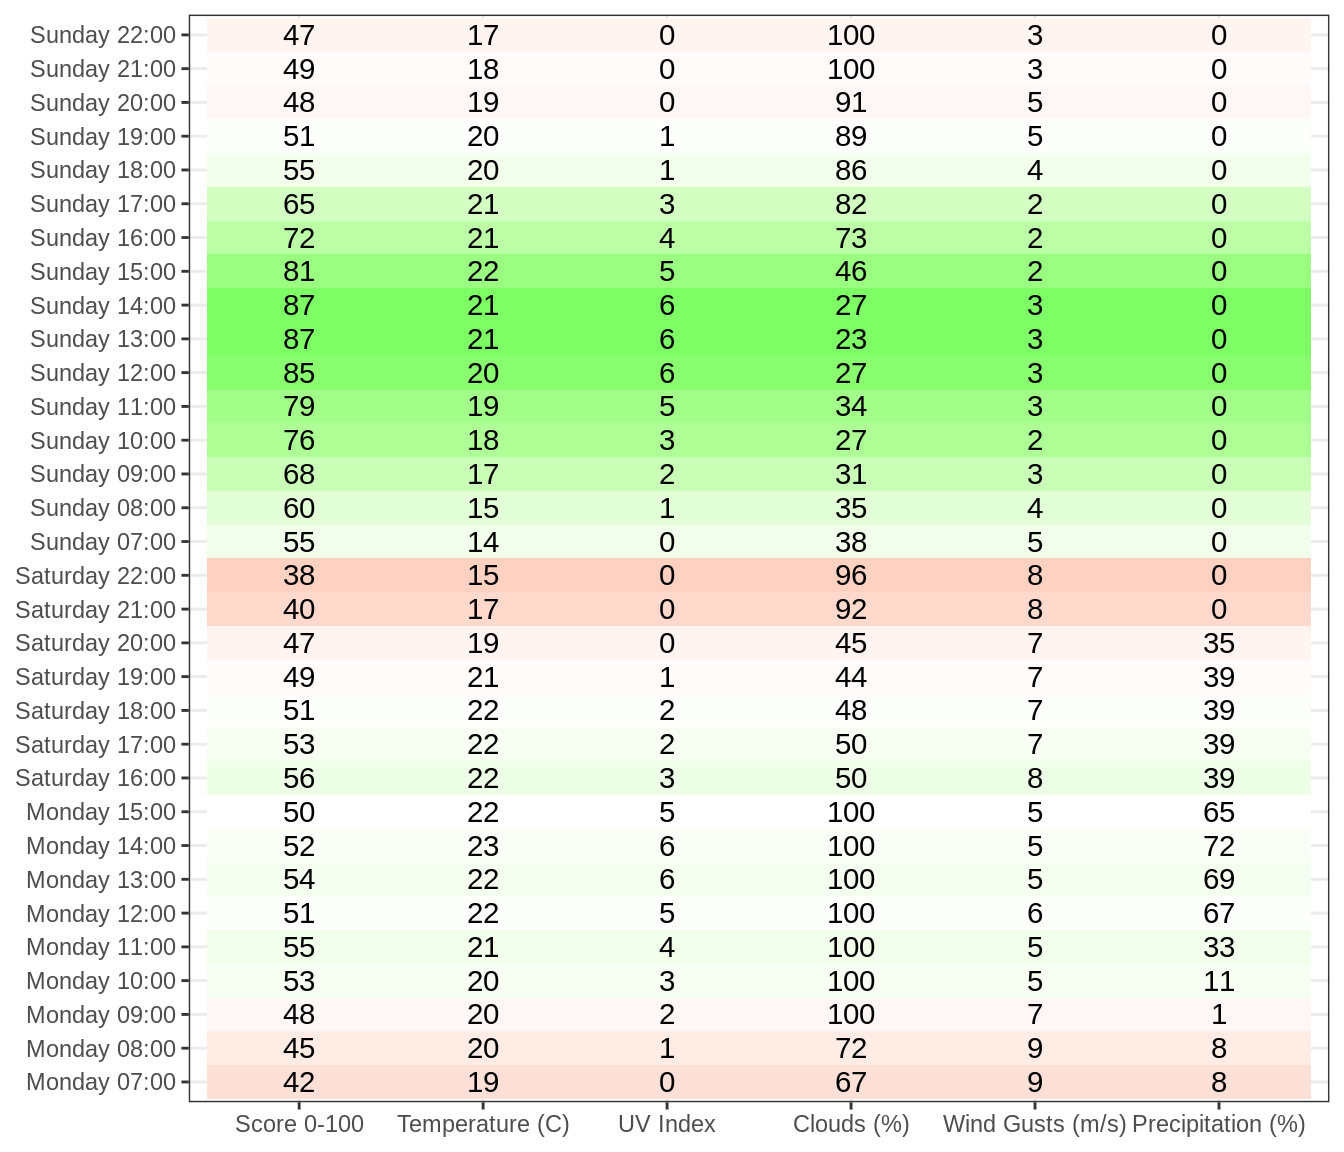 Sunday 22:00 47 17 0 100 3 0
Sunday 21:00 49 18 0 100 3 0
Sunday 20:00 48 19 0 91 5 0
Sunday 19:00 51 20 1 89 5 0
Sunday 18:00 55 20 1 86 4 0
Sunday 17:00 65 21 3 82 2 0
Sunday 16:00 72 21 4 73 2 0
Sunday 15:00 81 22 5 46 2 0
Sunday 14:00 87 21 6 27 3 0
Sunday 13:00 87 21 6 23 3 0
Sunday 12:00 85 20 6 27 3 0
Sunday 11:00 79 19 5 34 3 0
Sunday 10:00 76 18 3 27 2 0
Sunday 09:00 68 17 2 31 3 0
Sunday 08:00 60 15 1 35 4 0
Sunday 07:00 55 14 0 38 5 0
Saturday 22:00 38 15 0 96 8 0
Saturday 21:00 40 17 0 92 8 0
Saturday 20:00 47 19 0 45 7 35
Saturday 19:00 49 21 1 44 7 39
Saturday 18:00 51 22 2 48 7 39
Saturday 17:00 53 22 2 50 7 39
Saturday 16:00 56 22 3 50 8 39
Monday 15:00 50 22 5 100 5 65
Monday 14:00 52 23 6 100 5 72
Monday 13:00 54 22 6 100 5 69
Monday 12:00 51 22 5 100 6 67
Monday 11:00 55 21 4 100 5 33
Monday 10:00 53 20 3 100 5 11
Monday 09:00 48 20 2 100 7 1
Monday 08:00 45 20 1 72 9 8
Monday 07:00 42 19 0 67 9 8
Score 0-100 Temperature (C) UV Index Clouds (%) Wind Gusts (m/s) Precipitation (%)